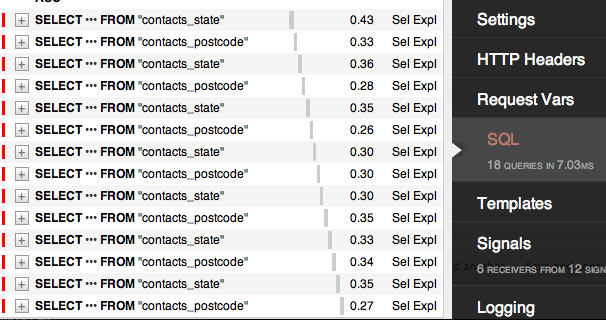 SELECT ••• FROM "contacts_state" 0.43 Sel Expl
SELECT ••• FROM "contacts_postcode" 0.33 Sel Expl
SELECT ••• FROM "contacts_state" 0.36 Sel Expl
SELECT ••• FROM "contacts_postcode" 0.28 Sel Expl
SELECT ••• FROM "contacts_state" 0.35 Sel Expl
SELECT ••• FROM "contacts_postcode" 0.26 Sel Expl
SELECT ••• FROM "contacts_state" 0.30 Sel Expl
SELECT ••• FROM "contacts_postcode" 0.30 Sel Expl
SELECT ••• FROM "contacts_state" 0.30 Sel Expl
SELECT ••• FROM "contacts_postcode" 0.35 Sel Expl
SELECT ••• FROM "contacts_state" 0.33 Sel Expl
SELECT ••• FROM "contacts_postcode" 0.34 Sel Expl
SELECT ••• FROM "contacts_state" 0.35 Sel Expl
SELECT ••• FROM "contacts_postcode" 0.27 Sel Expl
Settings
HTTP Headers
Request Vars
SQL
18 QUERIES IN 7.03MS
Templates
Signals
6 RECEIVERS FROM 12 SIGN
Logging